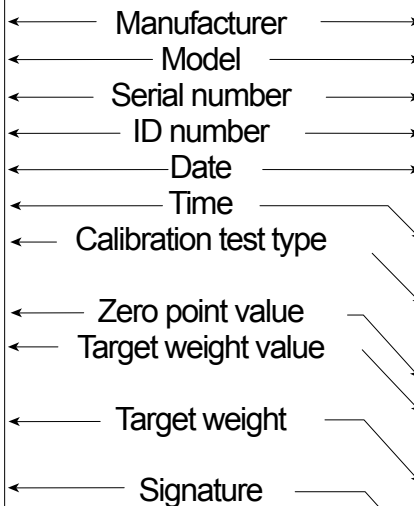 Manufacturer
Model
Serial number
ID number
Date
Time
Calibration test type
Zero point value
Target weight value
Target weight
Signature